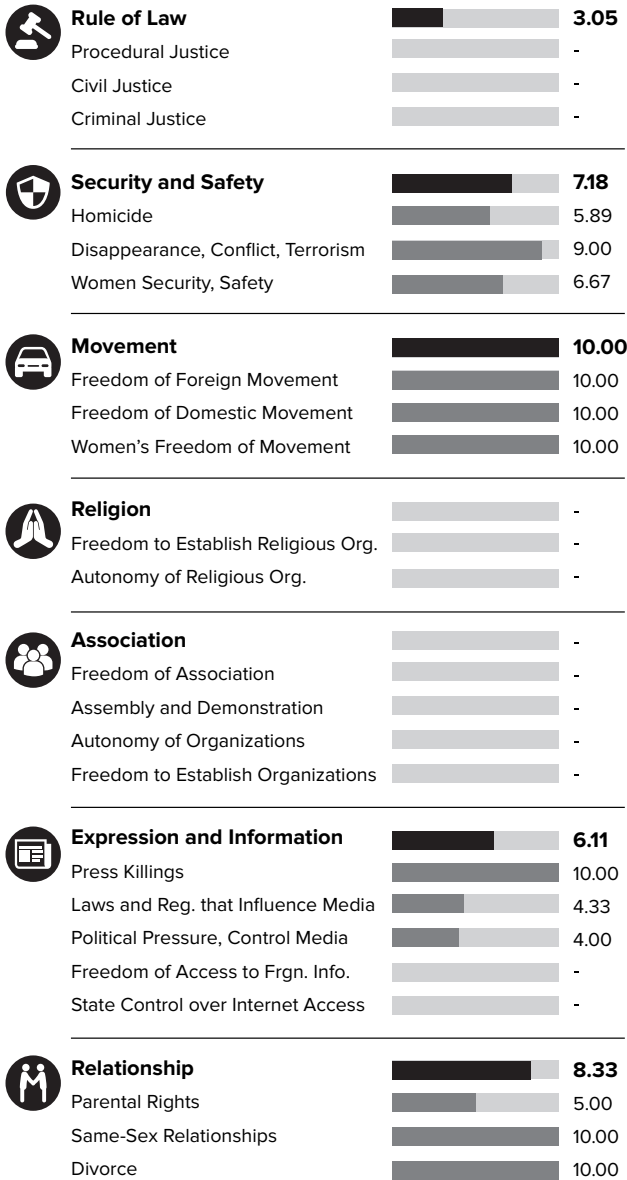 Rule of Law 3.05
Procedural Justice -
Civil Justice -
Criminal Justice -
Security and Safety 7.18
Homicide 5.89
Disappearance, Conflict, Terrorism 9.00
Women Security, Safety 6.67
Movement 10.00
Freedom of Foreign Movement 10.00
Freedom of Domestic Movement 10.00
Women’s Freedom of Movement 10.00
Religion -
Freedom to Establish Religious Org. -
Autonomy of Religious Org. -
Association -
Freedom of Association -
Assembly and Demonstration -
Autonomy of Organizations -
Freedom to Establish Organizations -
Expression and Information 6.11
Press Killings 10.00
Laws and Reg. that Influence Media 4.33
Political Pressure, Control Media 4.00
Freedom of Access to Frgn. Info. -
State Control over Internet Access -
Relationship 8.33
Parental Rights 5.00
Same-Sex Relationships 10.00
Divorce 10.00